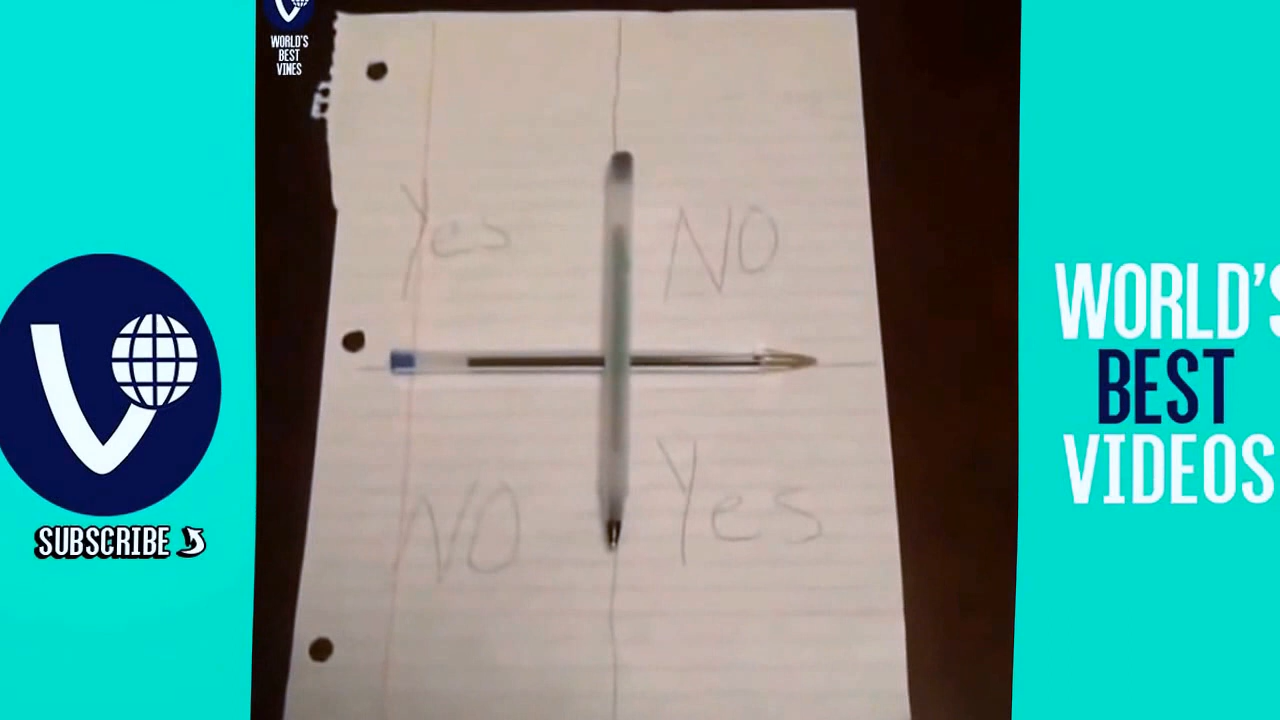 WORLD'S
BEST
VINES
Yes NO
NO Yes
SUBSCRIBE
WORLD'S
BEST
VIDEOS